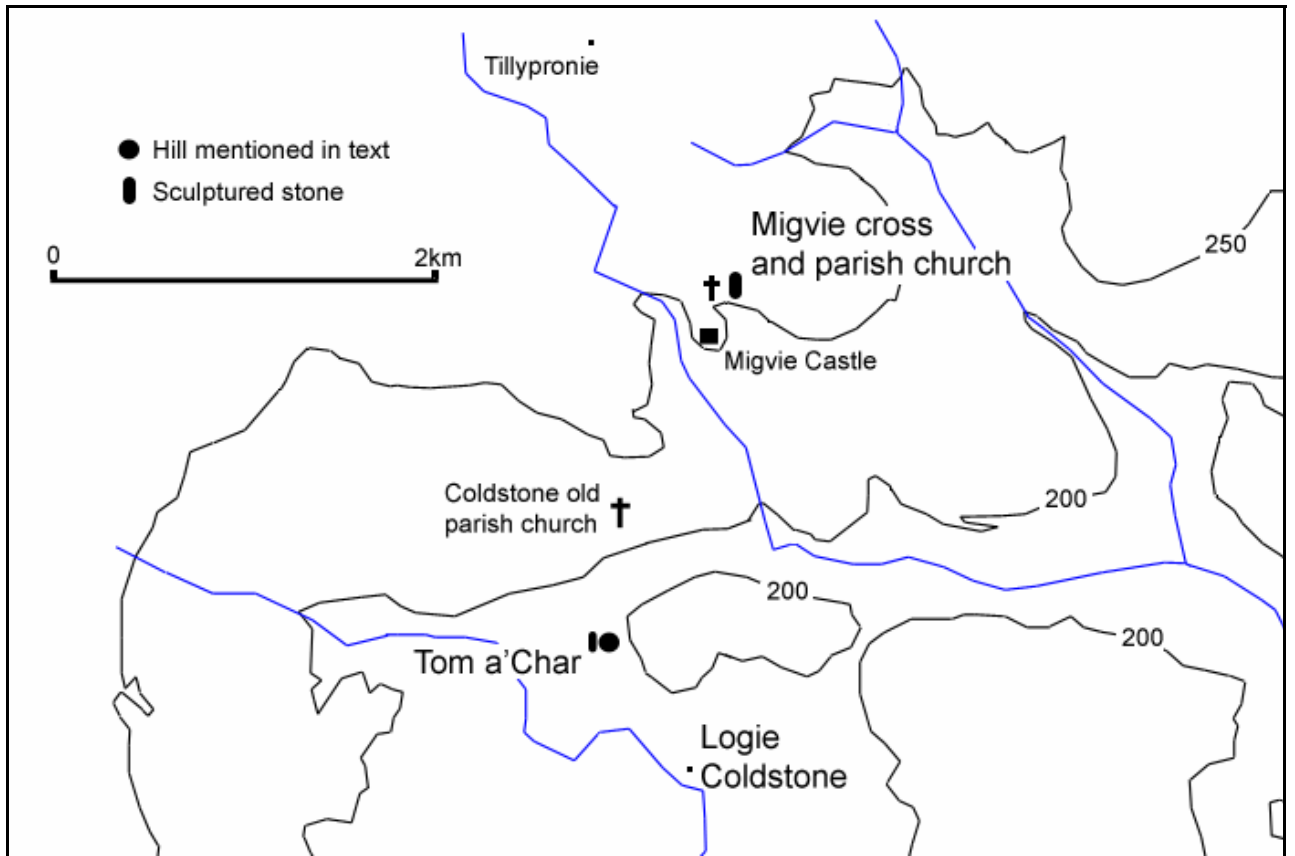 Tillypronie
Hill mentioned in text
Sculptured stone
0
2km
Migvie cross
and parish church
250
Migvie Castle
Coldstone old
parish church
200
200
200
Tom a'Char
Logie
Coldstone